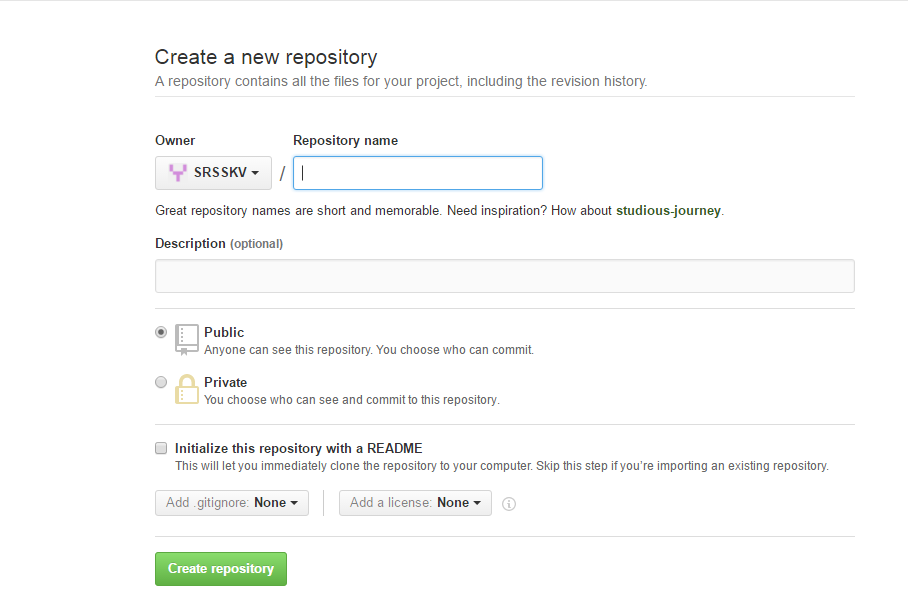 Create a new repository
A repository contains all the files for your project, including the revision history.
Owner Repository name
SRSSKV /
Great repository names are short and memorable. Need inspiration? How about studious-journey.
Description (optional)
Public
Anyone can see this repository. You choose who can commit.
Private
You choose who can see and commit to this repository.
Initialize this repository with a README
This will let you immediately clone the repository to your computer. Skip this step if you’re importing an existing repository.
Add .gitignore: None Add a license: None
Create repository